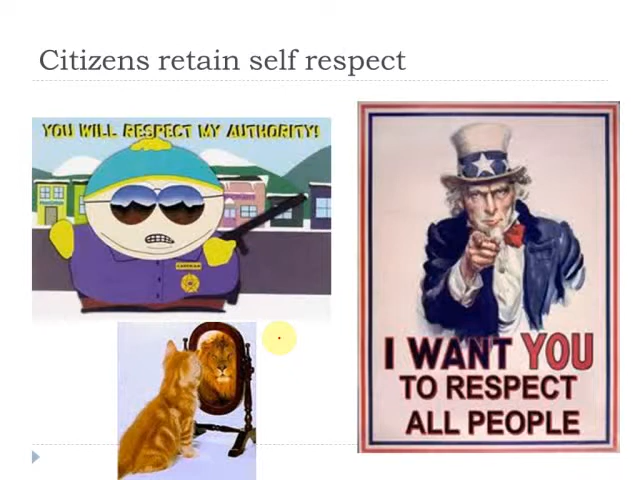 Citizens retain self respect
YOU WILL RESPECT MY AUTHORITY!
I WANT YOU
TO RESPECT
ALL PEOPLE